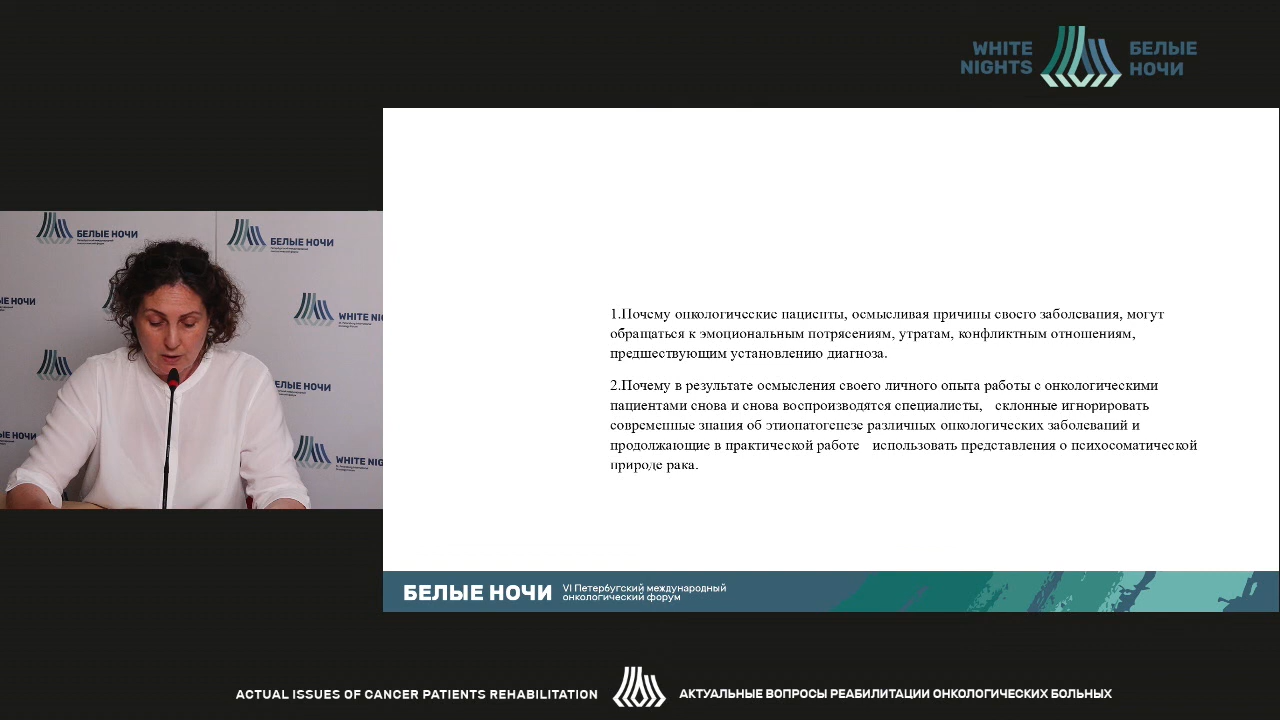 WHITE
NIGHTS
БЕЛЫЕ
НОЧИ
БЕЛЫЕ НОЧИ
БЕЛЫЕ НОЧИ
WHITE
БЕЛЫЕ НОЧИ
WHITE NIG
1.Почему онкологические пациенты, осмысливая причины своего заболевания, могут
обращаться к эмоциональным потрясениям, утратам, конфликтным отношениям,
предшествующим установлению диагноза.
2.Почему в результате осмысления своего личного опыта работы с онкологическими
пациентами снова и снова воспроизводятся специалисты, склонные игнорировать
современные знания об этиопатогенезе различных онкологических заболеваний и
продолжающие в практической работе использовать представления о психосоматической
природе рака.
БЕЛЫЕ НОЧИ
VI Петербургский международный
онкологический форум
ACTUAL ISSUES OF CANCER PATIENTS REHABILITATION
АКТУАЛЬНЫЕ ВОПРОСЫ РЕАБИЛИТАЦИИ ОНКОЛОГИЧЕСКИХ БОЛЬНЫХ